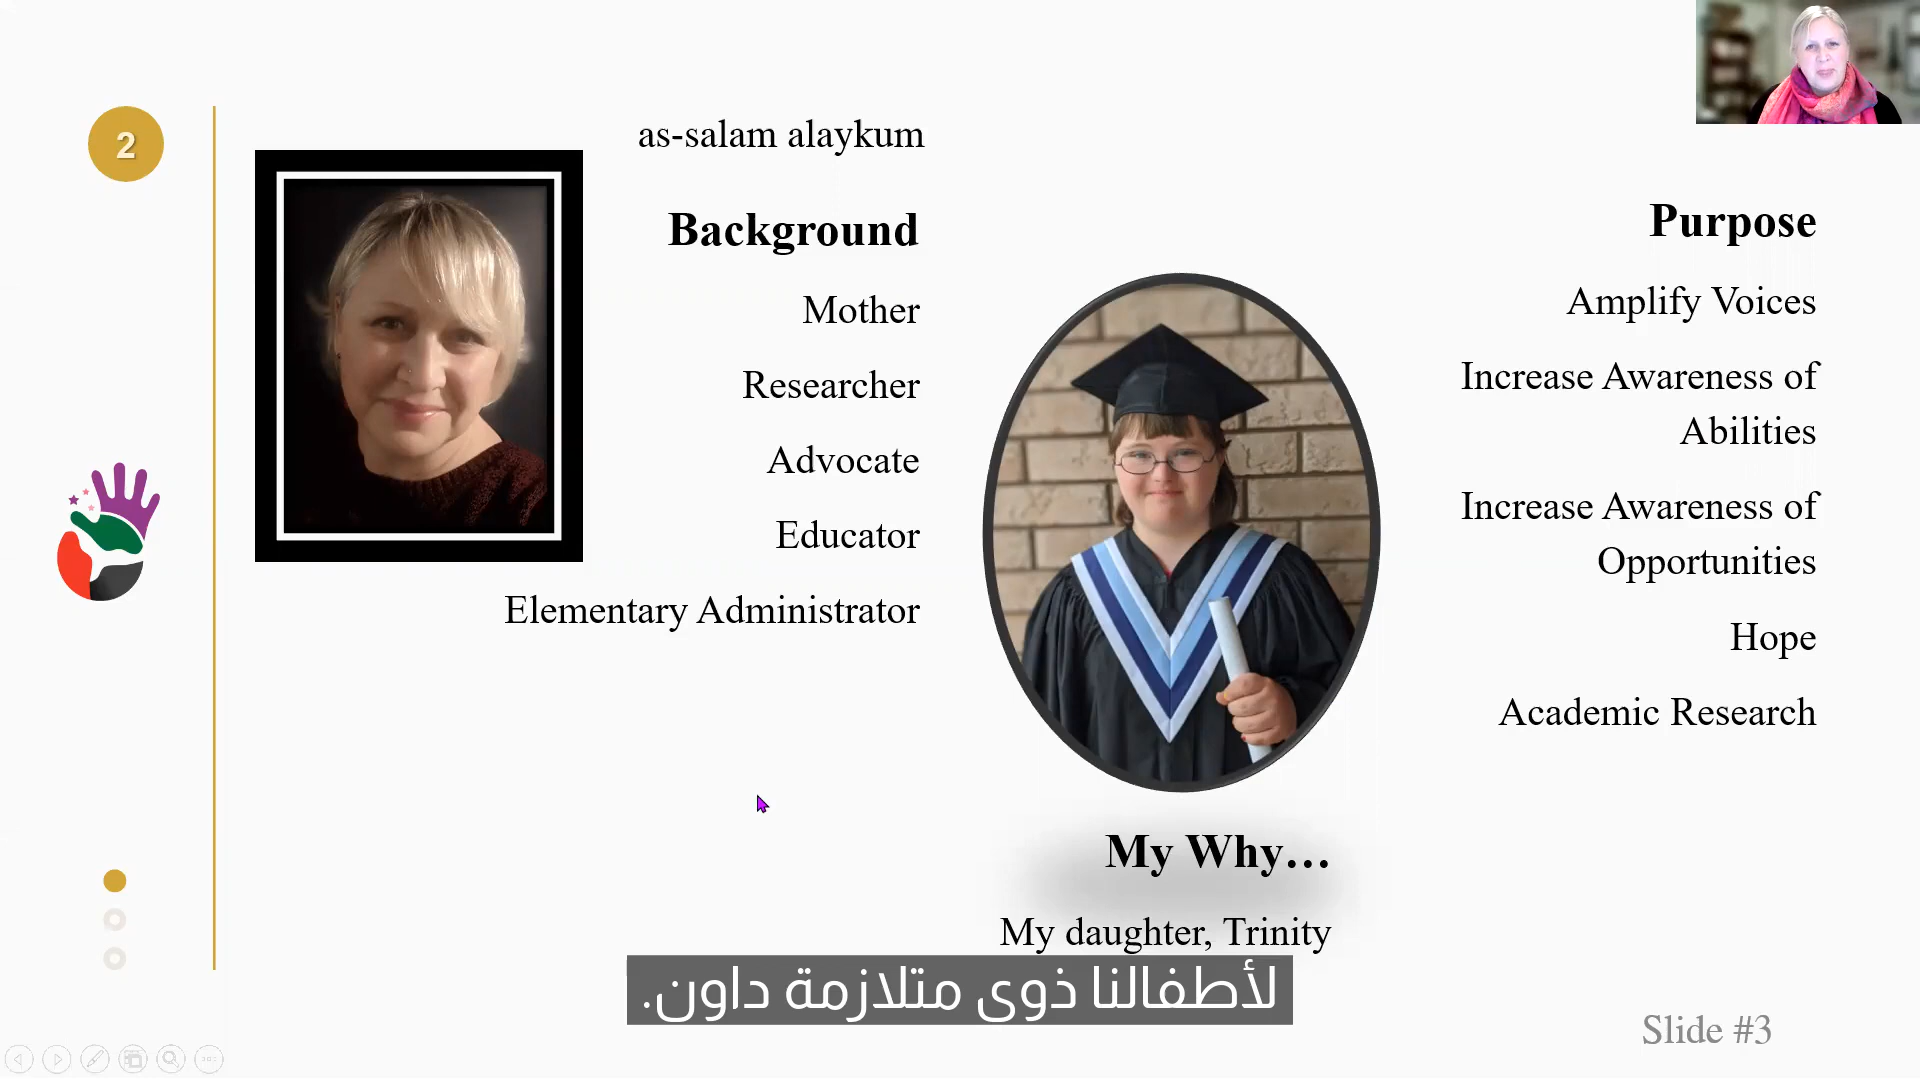 2
as-salam alaykum
Background
Mother
Researcher
Advocate
Educator
Elementary Administrator
My Why…
My daughter, Trinity
Purpose
Amplify Voices
Increase Awareness of
Abilities
Increase Awareness of
Opportunities
Hope
Academic Research
لأطفالنا ذوى متلازمة داون.
Slide #3